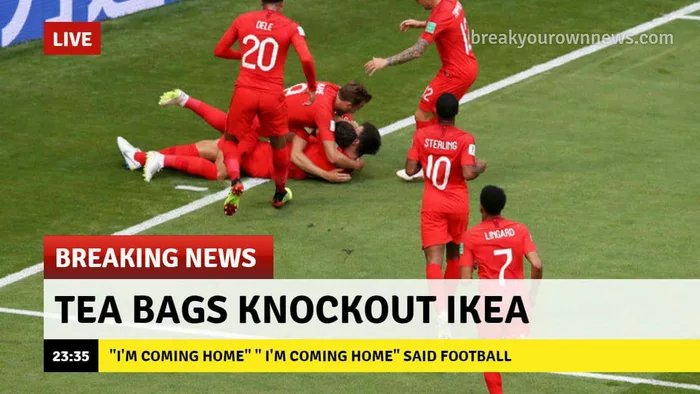 LIVE
breakyourownnews.com
DELE
20
STERLING
10
LINGARD
7
BREAKING NEWS
TEA BAGS KNOCKOUT IKEA
23:35
"I'M COMING HOME" " I'M COMING HOME" SAID FOOTBALL